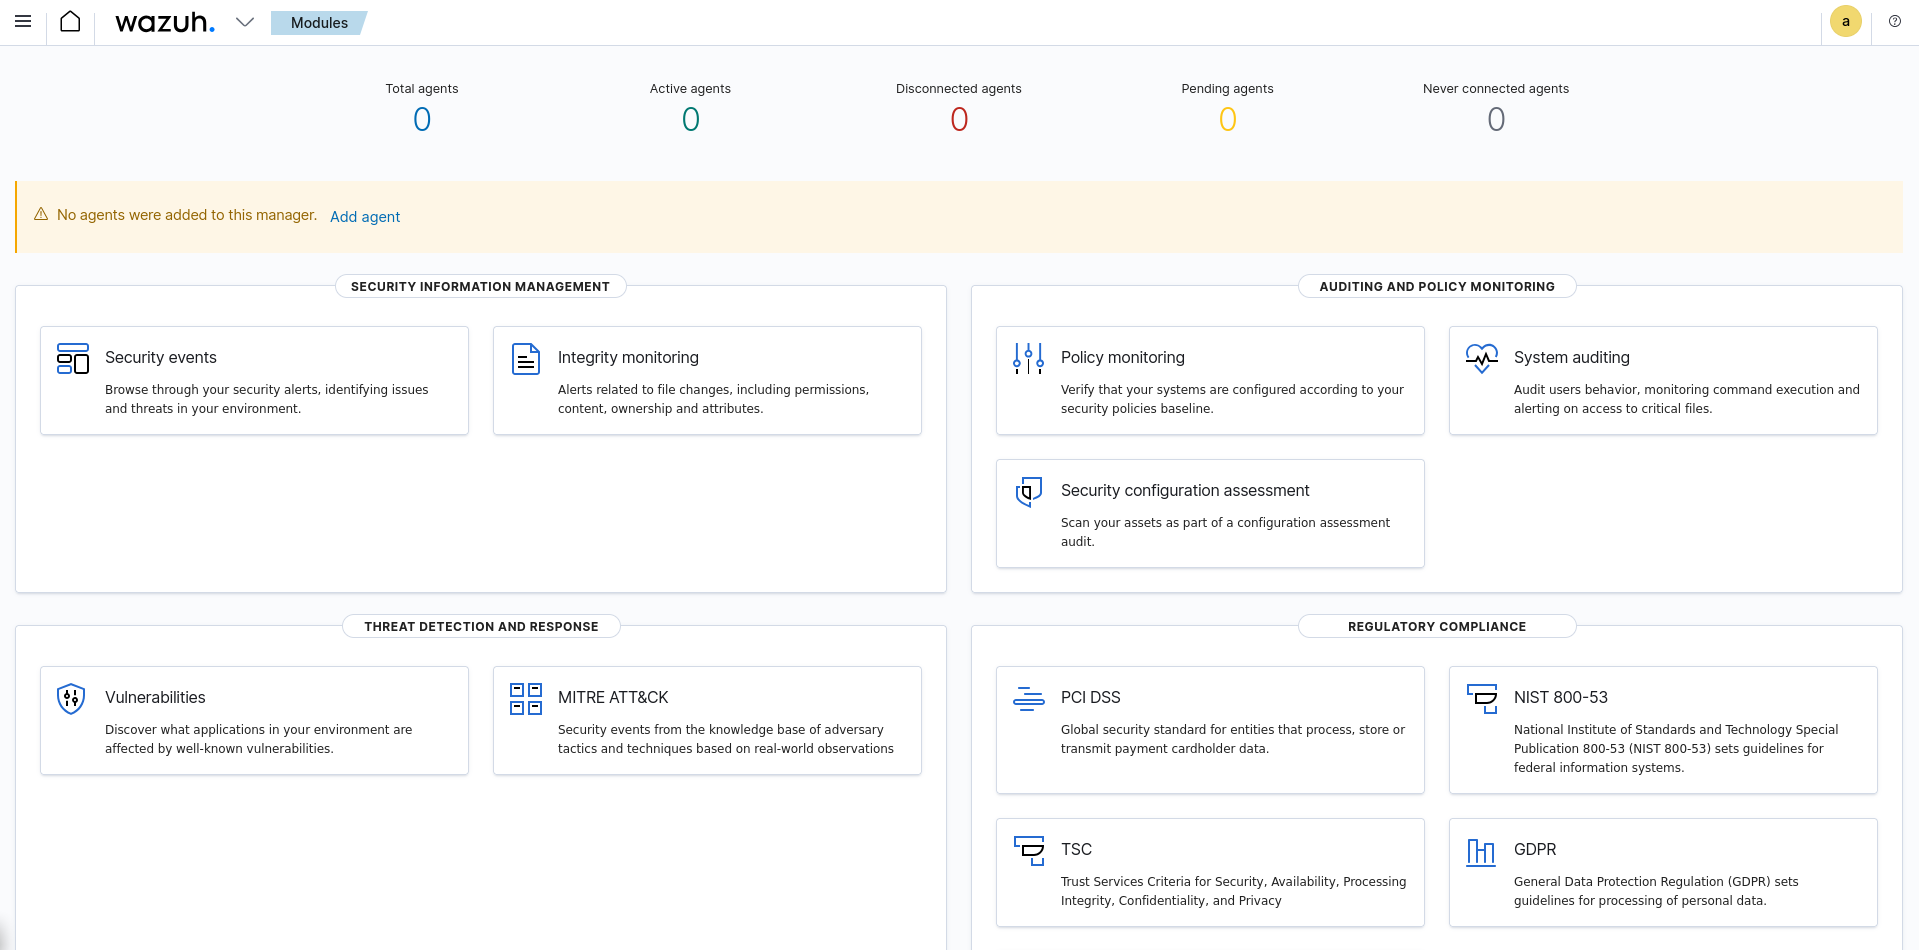 wazuh.
Modules
a
Total agents
0
Active agents
0
Disconnected agents
0
Pending agents
0
Never connected agents
0
No agents were added to this manager. Add agent
SECURITY INFORMATION MANAGEMENT
Security events
Browse through your security alerts, identifying issues
and threats in your environment.
Integrity monitoring
Alerts related to file changes, including permissions,
content, ownership and attributes.
AUDITING AND POLICY MONITORING
Policy monitoring
Verify that your systems are configured according to your
security policies baseline.
System auditing
Audit users behavior, monitoring command execution and
alerting on access to critical files.
Security configuration assessment
Scan your assets as part of a configuration assessment
audit.
THREAT DETECTION AND RESPONSE
Vulnerabilities
Discover what applications in your environment are
affected by well-known vulnerabilities.
MITRE ATT&CK
Security events from the knowledge base of adversary
tactics and techniques based on real-world observations
REGULATORY COMPLIANCE
PCI DSS
Global security standard for entities that process, store or
transmit payment cardholder data.
NIST 800-53
National Institute of Standards and Technology Special
Publication 800-53 (NIST 800-53) sets guidelines for
federal information systems.
TSC
Trust Services Criteria for Security, Availability, Processing
Integrity, Confidentiality, and Privacy
GDPR
General Data Protection Regulation (GDPR) sets
guidelines for processing of personal data.